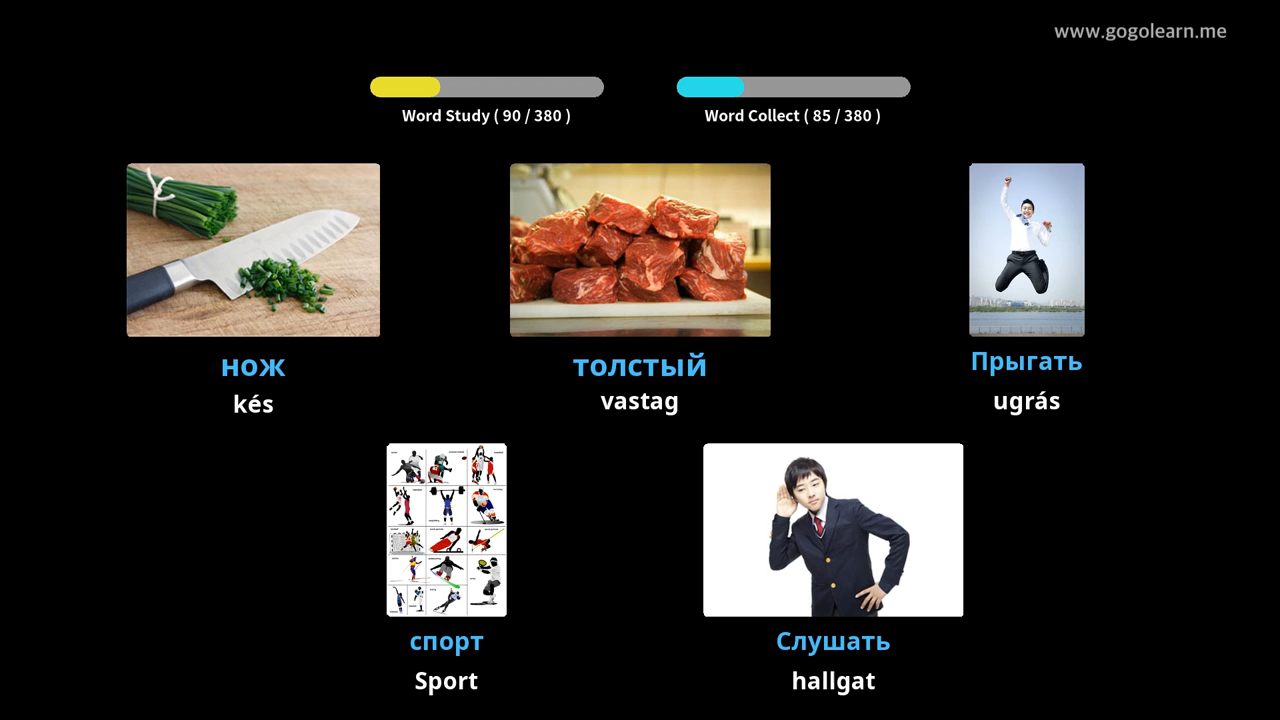 www.gogolearn.me
Word Study ( 90 / 380 )
Word Collect ( 85 / 380 )
нож
kés
толстый
vastag
Прыгать
ugrás
спорт
Sport
Слушать
hallgat